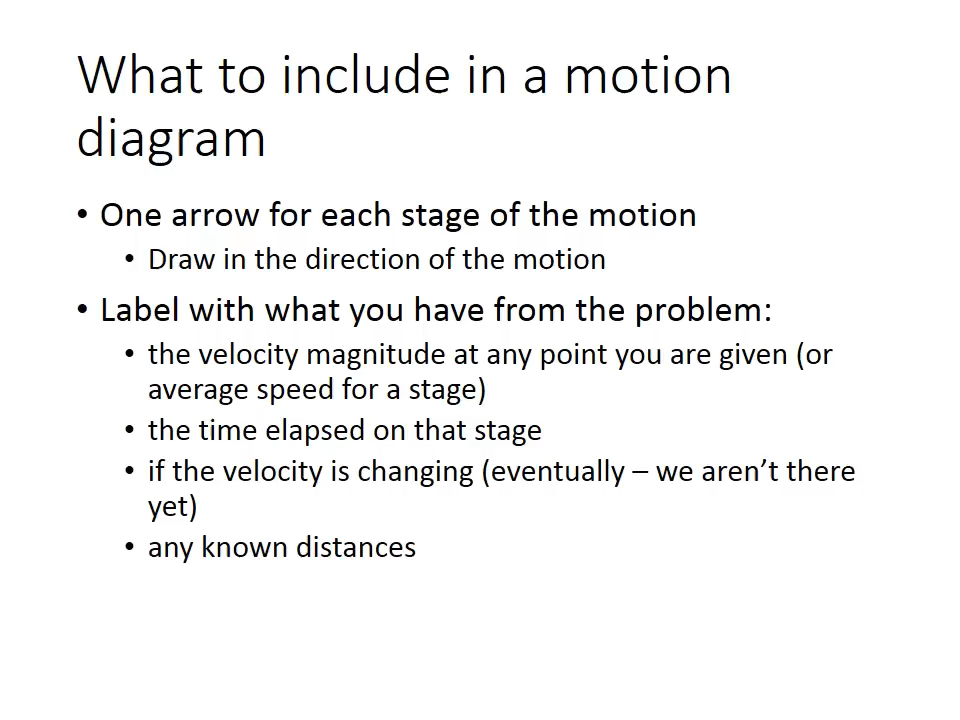 What to include in a motion
diagram
• One arrow for each stage of the motion
• Draw in the direction of the motion
• Label with what you have from the problem:
• the velocity magnitude at any point you are given (or
average speed for a stage)
• the time elapsed on that stage
• if the velocity is changing (eventually – we aren’t there
yet)
• any known distances